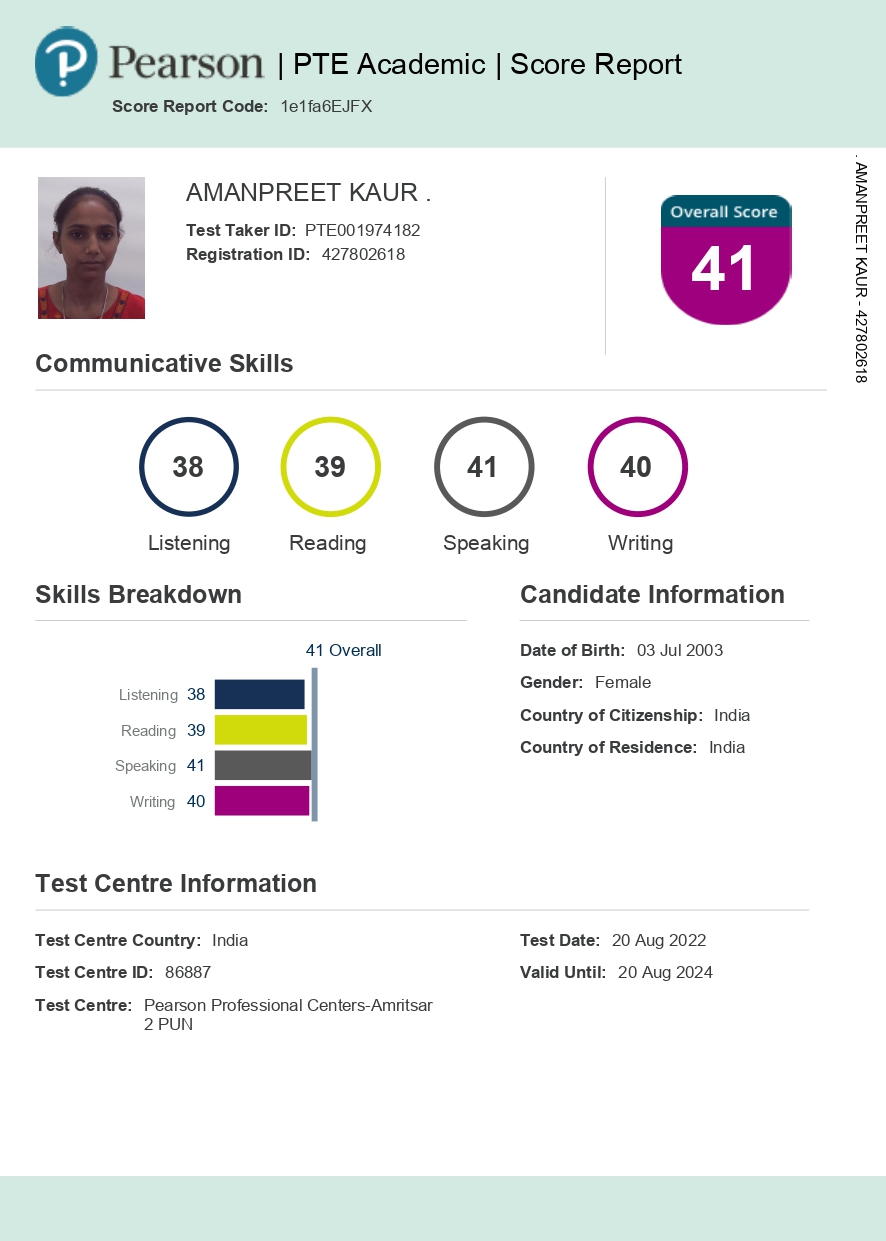 Pearson | PTE Academic | Score Report
Score Report Code: 1e1fa6EJFX
. AMANPREET KAUR - 427802618
AMANPREET KAUR .
Test Taker ID: PTE001974182
Registration ID: 427802618
Overall Score
41
Communicative Skills
38 39 41 40
Listening Reading Speaking Writing
Skills Breakdown
41 Overall
Listening 38
Reading 39
Speaking 41
Writing 40
Candidate Information
Date of Birth: 03 Jul 2003
Gender: Female
Country of Citizenship: India
Country of Residence: India
Test Centre Information
Test Centre Country: India
Test Centre ID: 86887
Test Centre: Pearson Professional Centers-Amritsar
2 PUN
Test Date: 20 Aug 2022
Valid Until: 20 Aug 2024